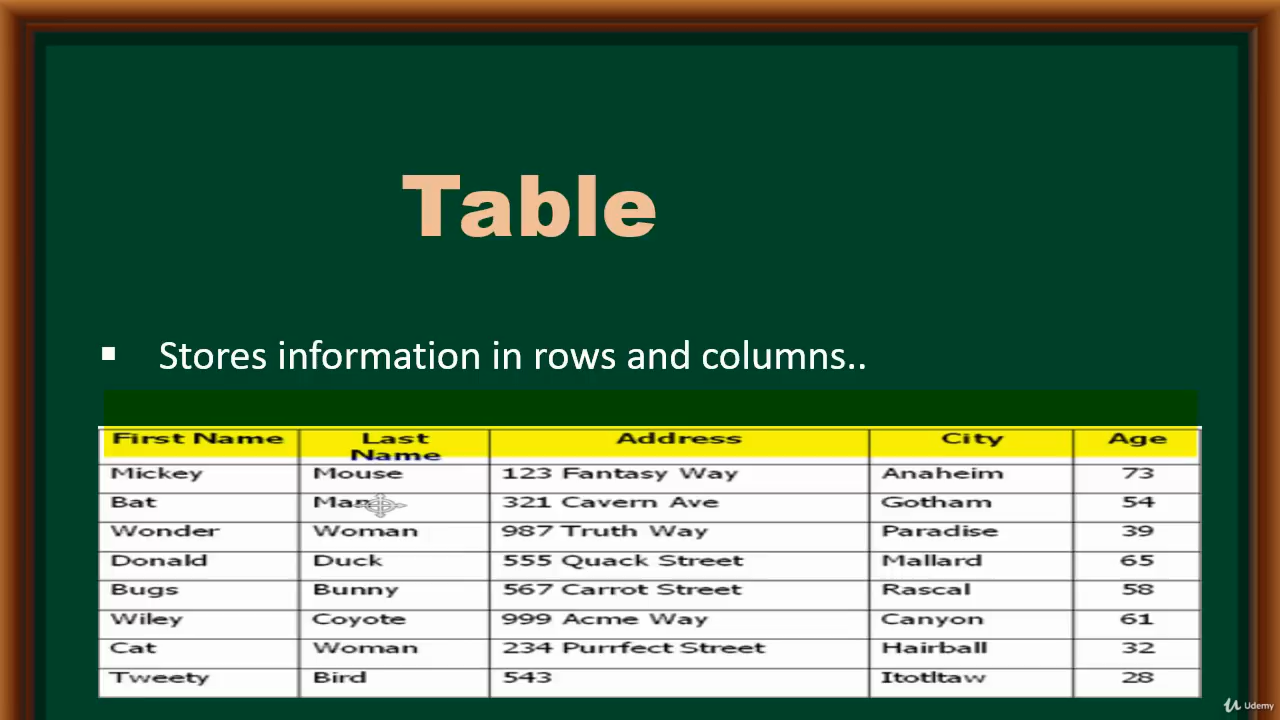 Table
▪ Stores information in rows and columns..
First Name Last Name Address City Age
Mickey Mouse 123 Fantasy Way Anaheim 73
Bat Man 321 Cavern Ave Gotham 54
Wonder Woman 987 Truth Way Paradise 39
Donald Duck 555 Quack Street Mallard 65
Bugs Bunny 567 Carrot Street Rascal 58
Wiley Coyote 999 Acme Way Canyon 61
Cat Woman 234 Purrfect Street Hairball 32
Tweety Bird 543 Itotltaw 28
Udemy